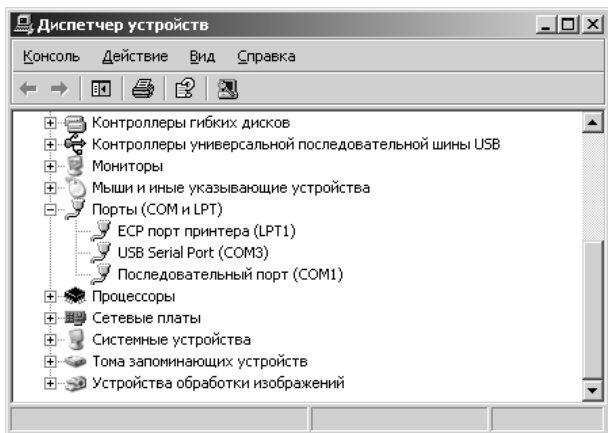 Диспетчер устройств
Консоль Действие Вид Справка
Контроллеры гибких дисков
Контроллеры универсальной последовательной шины USB
Мониторы
Мыши и иные указывающие устройства
Порты (COM и LPT)
ECP порт принтера (LPT1)
USB Serial Port (COM3)
Последовательный порт (COM1)
Процессоры
Сетевые платы
Системные устройства
Тома запоминающих устройств
Устройства обработки изображений